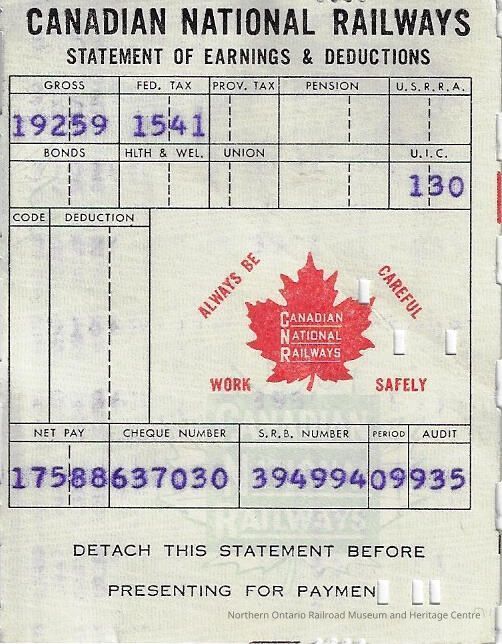 CANADIAN NATIONAL RAILWAYS
STATEMENT OF EARNINGS & DEDUCTIONS
GROSS FED. TAX PROV. TAX PENSION U.S.R.R.A.
19259 1541
BONDS HLTH & WEL. UNION U.I.C.
130
CODE DEDUCTION
ALWAYS BE CAREFUL
CANADIAN
NATIONAL
RAILWAYS
WORK SAFELY
NET PAY CHEQUE NUMBER S.R.B. NUMBER PERIOD AUDIT
17588 637030 394994 09 935
DETACH THIS STATEMENT BEFORE
PRESENTING FOR PAYMEN
Northern Ontario Railroad Museum and Heritage Centre